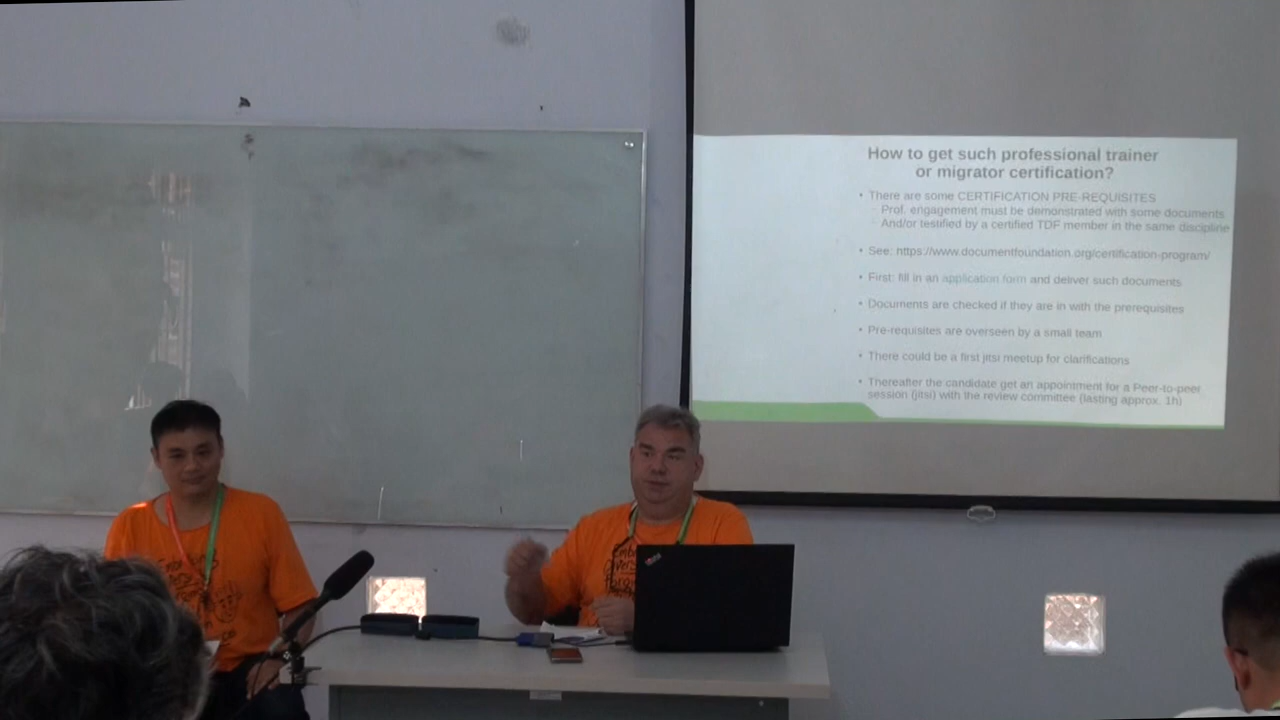 How to get such professional trainer
or migrator certification?
• There are some CERTIFICATION PRE-REQUISITES
- Prof. engagement must be demonstrated with some documents
- And/or testified by a certified TDF member in the same discipline
• See: https://www.documentfoundation.org/certification-program/
• First: fill in an application form and deliver such documents
• Documents are checked if they are in with the prerequisites
• Pre-requisites are overseen by a small team
• There could be a first jitsi meetup for clarifications
• Thereafter the candidate get an appointment for a Peer-to-peer
session (jitsi) with the review committee (lasting approx. 1h)